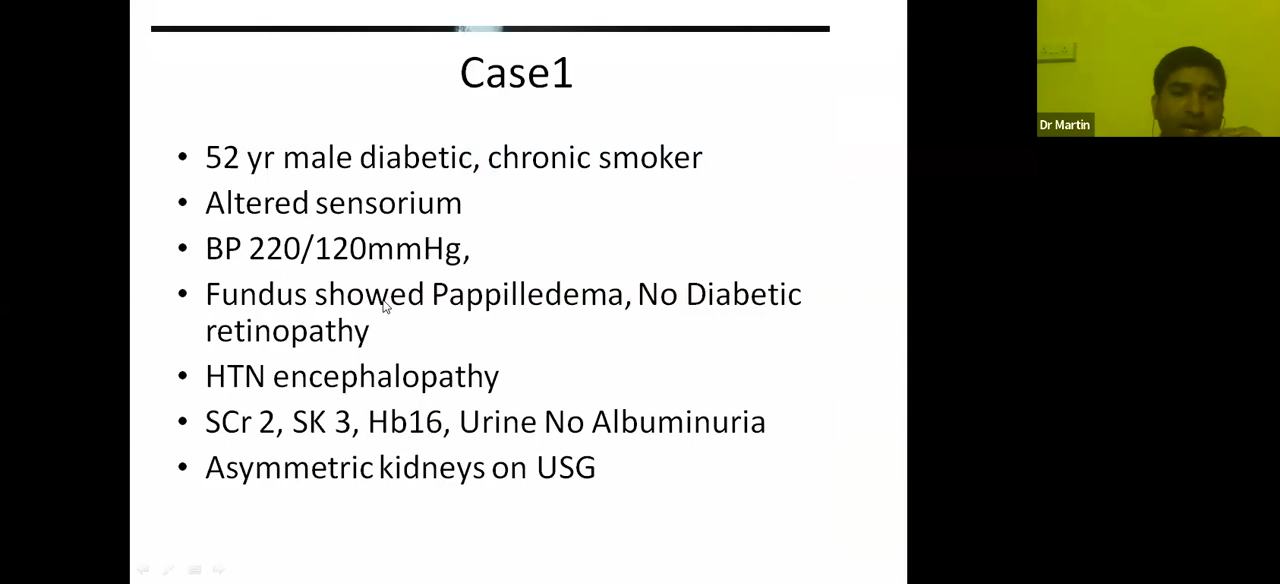 Case1
• 52 yr male diabetic, chronic smoker
• Altered sensorium
• BP 220/120mmHg,
• Fundus showed Pappilledema, No Diabetic
retinopathy
• HTN encephalopathy
• SCr 2, SK 3, Hb16, Urine No Albuminuria
• Asymmetric kidneys on USG
Dr Martin